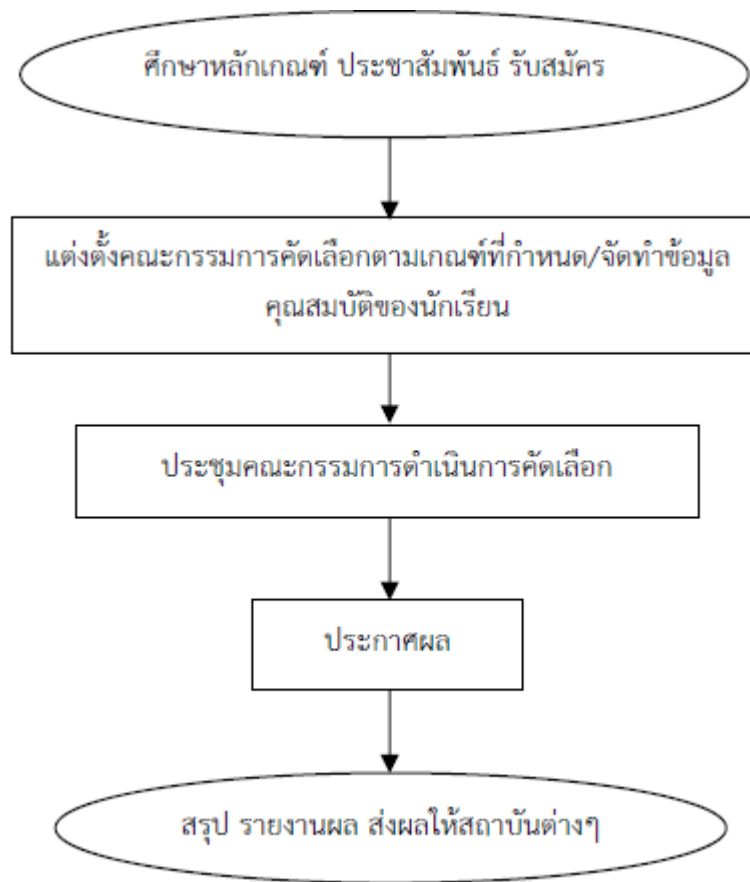 ศึกษาหลักเกณฑ์ ประชาสัมพันธ์ รับสมัคร
แต่งตั้งคณะกรรมการคัดเลือกตามเกณฑ์ที่กำหนด/จัดทำข้อมูล
คุณสมบัติของนักเรียน
ประชุมคณะกรรมการดำเนินการคัดเลือก
ประกาศผล
สรุป รายงานผล ส่งผลให้สถาบันต่างๆ